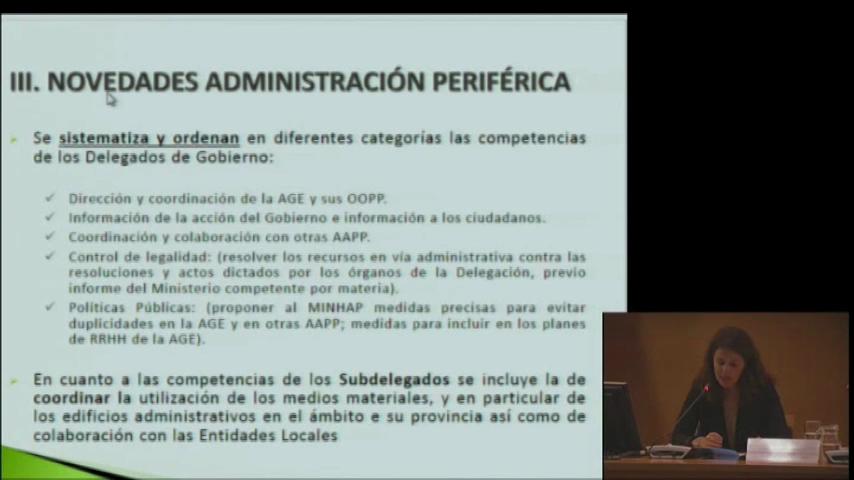 III. NOVEDADES ADMINISTRACIÓN PERIFÉRICA
Se sistematiza y ordenan en diferentes categorías las competencias
de los Delegados de Gobierno:
Dirección y coordinación de la AGE y sus OOPP.
Información de la acción del Gobierno e información a los ciudadanos.
Coordinación y colaboración con otras AAPP.
Control de legalidad: (resolver los recursos en vía administrativa contra las
resoluciones y actos dictados por los órganos de la Delegación, previo
informe del Ministerio competente por materia).
Políticas Públicas: (proponer al MINHAP medidas precisas para evitar
duplicidades en la AGE y en otras AAPP; medidas para incluir en los planes
de RRHH de la AGE).
En cuanto a las competencias de los Subdelegados se incluye la de
coordinar la utilización de los medios materiales, y en particular de
los edificios administrativos en el ámbito e su provincia así como de
colaboración con las Entidades Locales